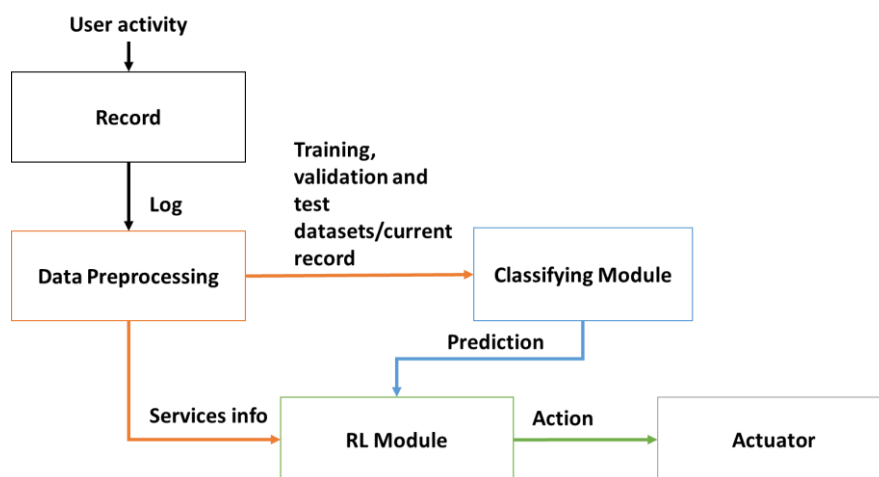 User activity
Record
Log
Training,
validation and
test
datasets/current
record
Data Preprocessing
Classifying Module
Prediction
Services info
RL Module
Action
Actuator